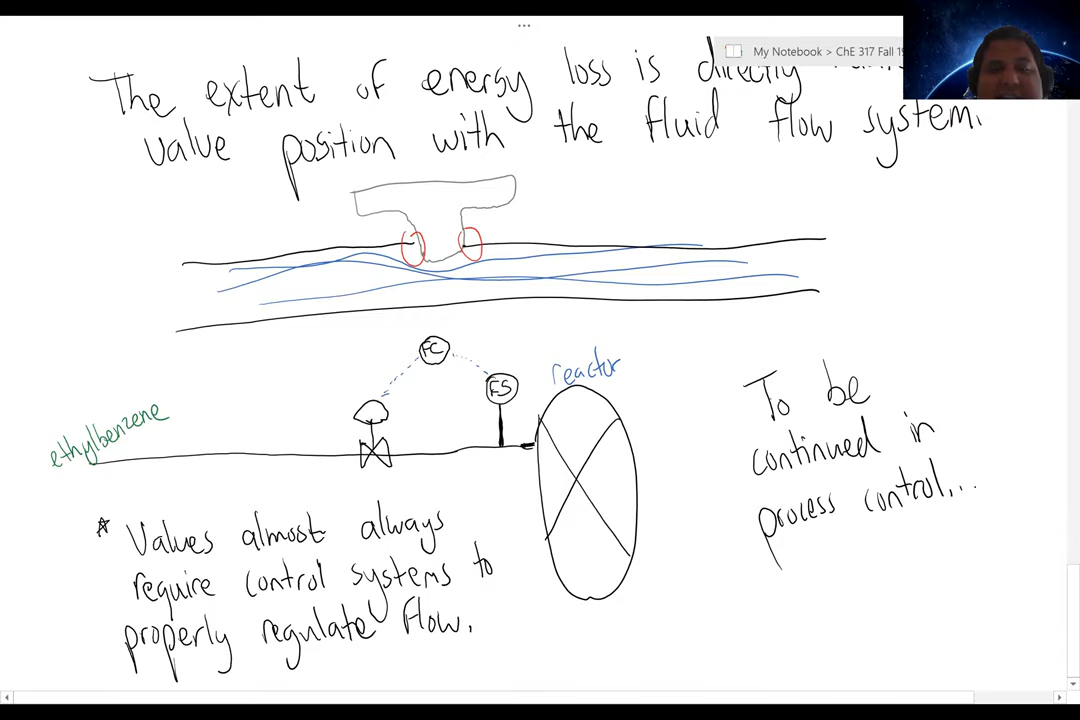 My Notebook > ChE 317 Fall 19
The extent of energy loss is directly
value position with the fluid flow system.
FC
FS
reactor
ethylbenzene
To be
continued in
process control...
* Values almost always
require control systems to
properly regulate flow.